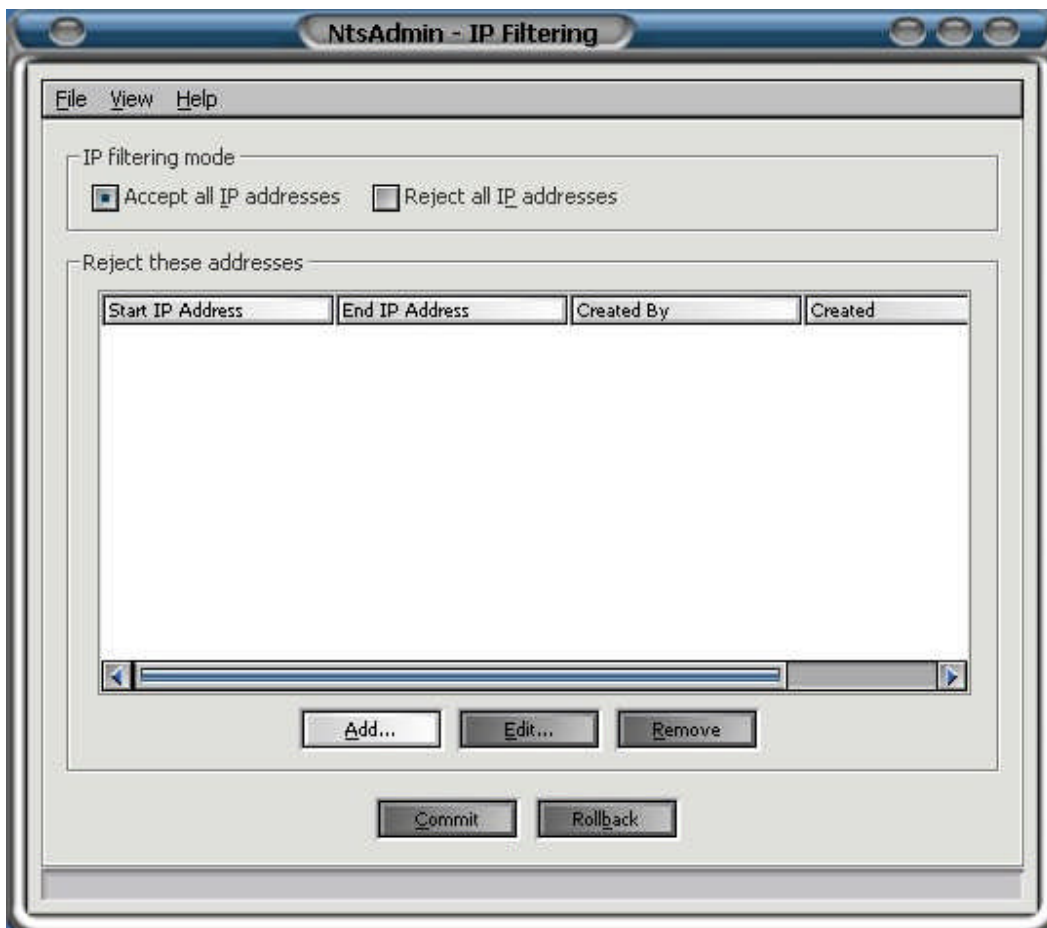 NtsAdmin - IP Filtering
File View Help
IP filtering mode
Accept all IP addresses Reject all IP addresses
Reject these addresses
Start IP Address End IP Address Created By Created
Add... Edit... Remove
Commit Rollback